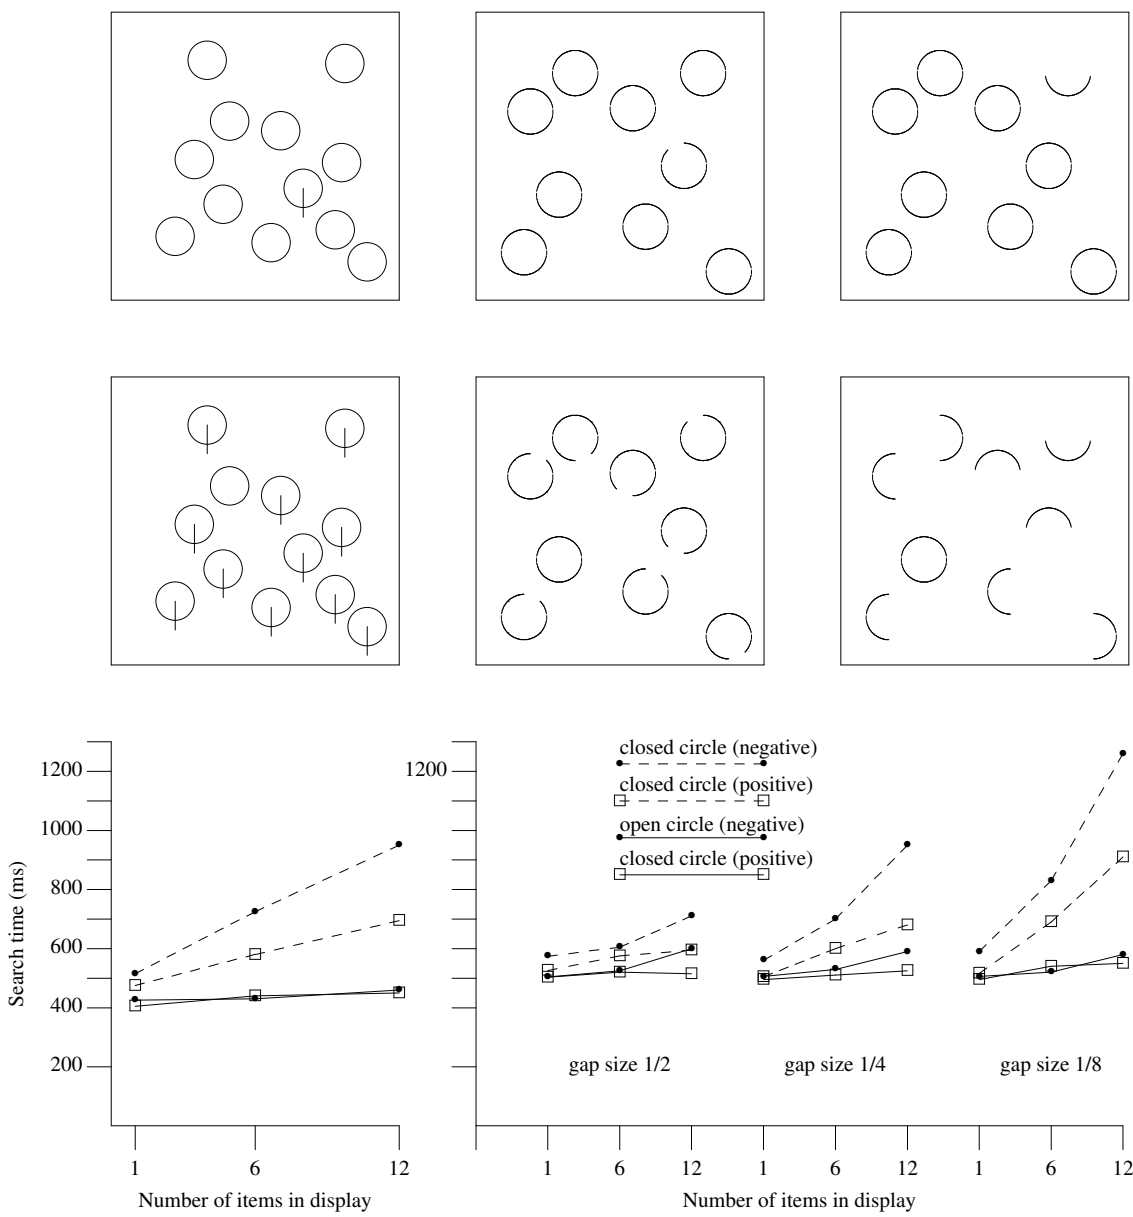 closed circle (negative)
1200
1200
closed circle (positive)
1000
open circle (negative)
closed circle (positive)
800
Search time (ms)
600
400
200
gap size 1/2
gap size 1/4
gap size 1/8
1
6
12
1
6
12
1
6
12
1
6
12
Number of items in display
Number of items in display